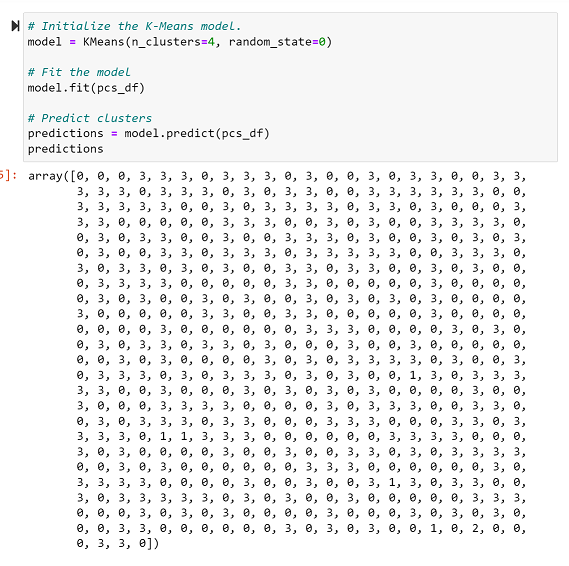 # Initialize the K-Means model.
model = KMeans(n_clusters=4, random_state=0)
# Fit the model
model.fit(pcs_df)
# Predict clusters
predictions = model.predict(pcs_df)
predictions
5]: array([0, 0, 0, 3, 3, 3, 0, 3, 3, 3, 0, 3, 0, 0, 3, 3, 0, 3, 3, 0, 0, 3, 3,
3, 3, 3, 0, 3, 3, 3, 0, 3, 0, 3, 3, 0, 0, 3, 3, 3, 3, 3, 3, 0, 0,
3, 3, 3, 3, 3, 0, 0, 3, 0, 3, 3, 3, 3, 0, 3, 3, 0, 3, 0, 0, 0, 3,
3, 3, 0, 0, 0, 0, 0, 3, 3, 3, 0, 0, 3, 0, 3, 0, 0, 3, 3, 3, 3, 0,
0, 3, 0, 3, 3, 0, 0, 3, 0, 0, 3, 3, 3, 0, 3, 0, 0, 3, 0, 3, 0, 3,
0, 3, 0, 0, 3, 3, 0, 3, 3, 3, 0, 3, 3, 3, 3, 3, 0, 0, 3, 3, 3, 0,
3, 0, 3, 3, 0, 3, 0, 3, 0, 0, 3, 3, 0, 3, 3, 0, 0, 3, 0, 3, 0, 0,
0, 3, 3, 3, 3, 0, 0, 0, 0, 0, 3, 3, 0, 0, 0, 0, 3, 0, 3, 0, 0, 0,
0, 3, 0, 3, 0, 0, 3, 0, 3, 0, 0, 3, 0, 3, 0, 3, 0, 3, 0, 0, 0, 0,
3, 0, 0, 0, 0, 0, 3, 3, 0, 3, 0, 3, 3, 0, 0, 0, 0, 0, 0, 0, 0, 0,
0, 0, 0, 0, 3, 0, 0, 0, 0, 0, 0, 3, 3, 3, 0, 0, 0, 0, 3, 0, 3, 0,
0, 3, 0, 3, 3, 0, 3, 3, 0, 3, 0, 0, 0, 3, 0, 0, 3, 0, 0, 0, 0, 0,
0, 0, 3, 0, 3, 0, 0, 0, 0, 3, 0, 3, 0, 3, 3, 3, 3, 0, 3, 0, 0, 3,
0, 3, 3, 3, 0, 3, 0, 3, 3, 3, 0, 3, 0, 3, 0, 0, 1, 3, 0, 3, 3, 3,
3, 3, 0, 0, 3, 0, 0, 0, 3, 0, 3, 0, 3, 0, 3, 0, 0, 0, 0, 3, 0, 0,
3, 0, 0, 0, 3, 3, 3, 3, 0, 0, 0, 0, 3, 0, 3, 3, 3, 0, 0, 3, 3, 0,
0, 3, 0, 3, 3, 3, 0, 3, 3, 0, 0, 0, 3, 3, 3, 0, 3, 0, 3, 3, 0, 3,
3, 3, 3, 0, 1, 1, 3, 3, 3, 0, 0, 0, 0, 0, 0, 3, 3, 3, 3, 0, 0, 0,
3, 0, 3, 0, 0, 0, 0, 3, 0, 0, 3, 0, 0, 3, 3, 0, 3, 0, 3, 3, 3, 3,
0, 0, 3, 0, 3, 0, 0, 0, 0, 0, 3, 3, 3, 0, 0, 0, 0, 0, 0, 3, 0,
3, 3, 3, 3, 0, 0, 0, 0, 3, 0, 0, 3, 0, 0, 3, 1, 3, 0, 3, 3, 0, 0,
3, 0, 3, 3, 3, 3, 3, 0, 3, 0, 3, 0, 0, 3, 0, 0, 0, 0, 0, 3, 3, 3,
0, 0, 0, 3, 0, 3, 0, 3, 0, 0, 0, 0, 3, 0, 0, 0, 3, 0, 3, 0, 3, 0,
0, 0, 3, 3, 0, 0, 0, 0, 0, 0, 3, 0, 3, 0, 3, 0, 0, 1, 0, 2, 0, 0,
0, 3, 3, 0])